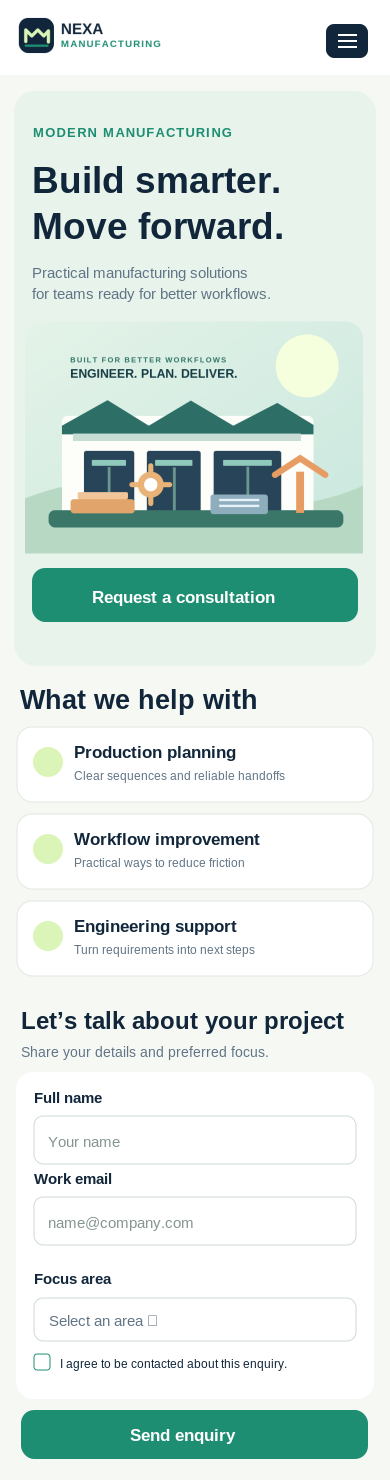 NEXA
MANUFACTURING
MODERN MANUFACTURING
Build smarter.
Move forward.
Practical manufacturing solutions
for teams ready for better workflows.
BUILT FOR BETTER WORKFLOWS
ENGINEER. PLAN. DELIVER.
Request a consultation
What we help with
Production planning
Clear sequences and reliable handoffs
Workflow improvement
Practical ways to reduce friction
Engineering support
Turn requirements into next steps
Let’s talk about your project
Share your details and preferred focus.
Full name
Your name
Work email
name@company.com
Focus area
Select an area
I agree to be contacted about this enquiry.
Send enquiry